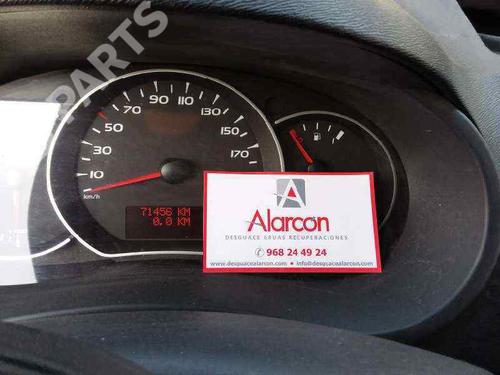 PARTS
10
30
50
70
90
110
130
150
170
km/h
71456 KM
0.0 KM
A
Alarcon
DESGUACE GRUAS RECUPERACIONES
968 24 49 24
www.desguacealarcon.com - info@desguacealarcon.com